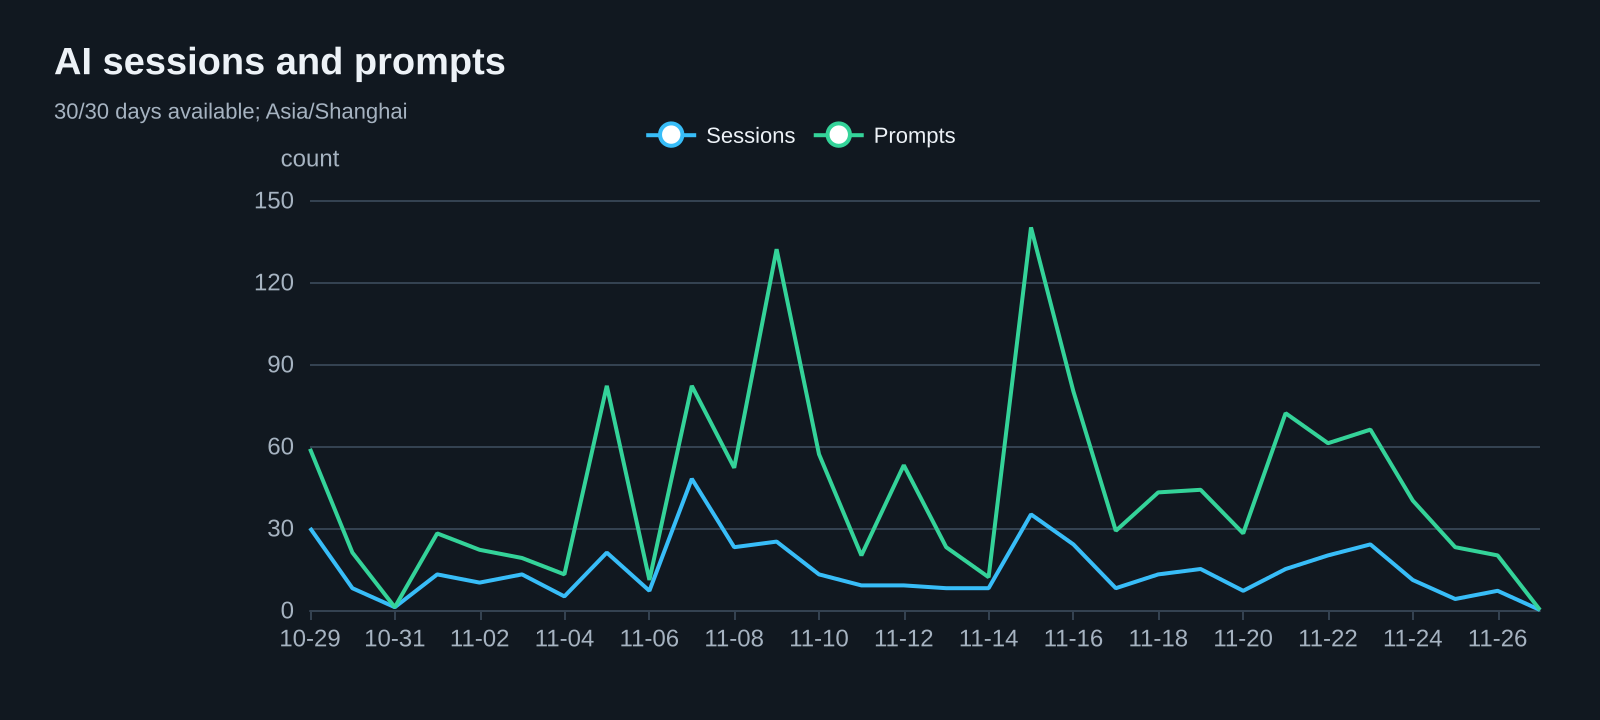 AI sessions and prompts
30/30 days available; Asia/Shanghai
Sessions Prompts
count
150
120
90
60
30
0
10-29 10-31 11-02 11-04 11-06 11-08 11-10 11-12 11-14 11-16 11-18 11-20 11-22 11-24 11-26